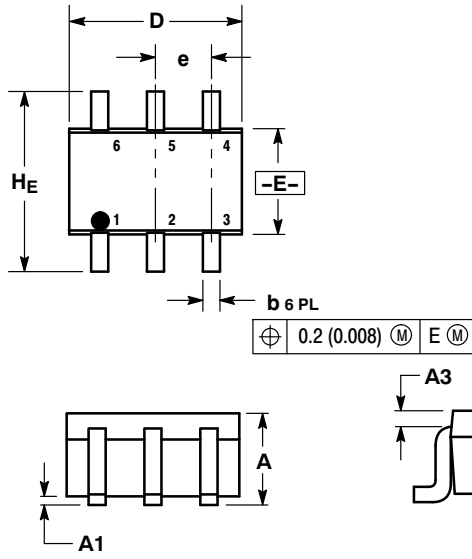 D
e
6 5 4
HE
–E–
1 2 3
b 6 PL
⌖ 0.2 (0.008) Ⓜ E Ⓜ
A3
A
A1